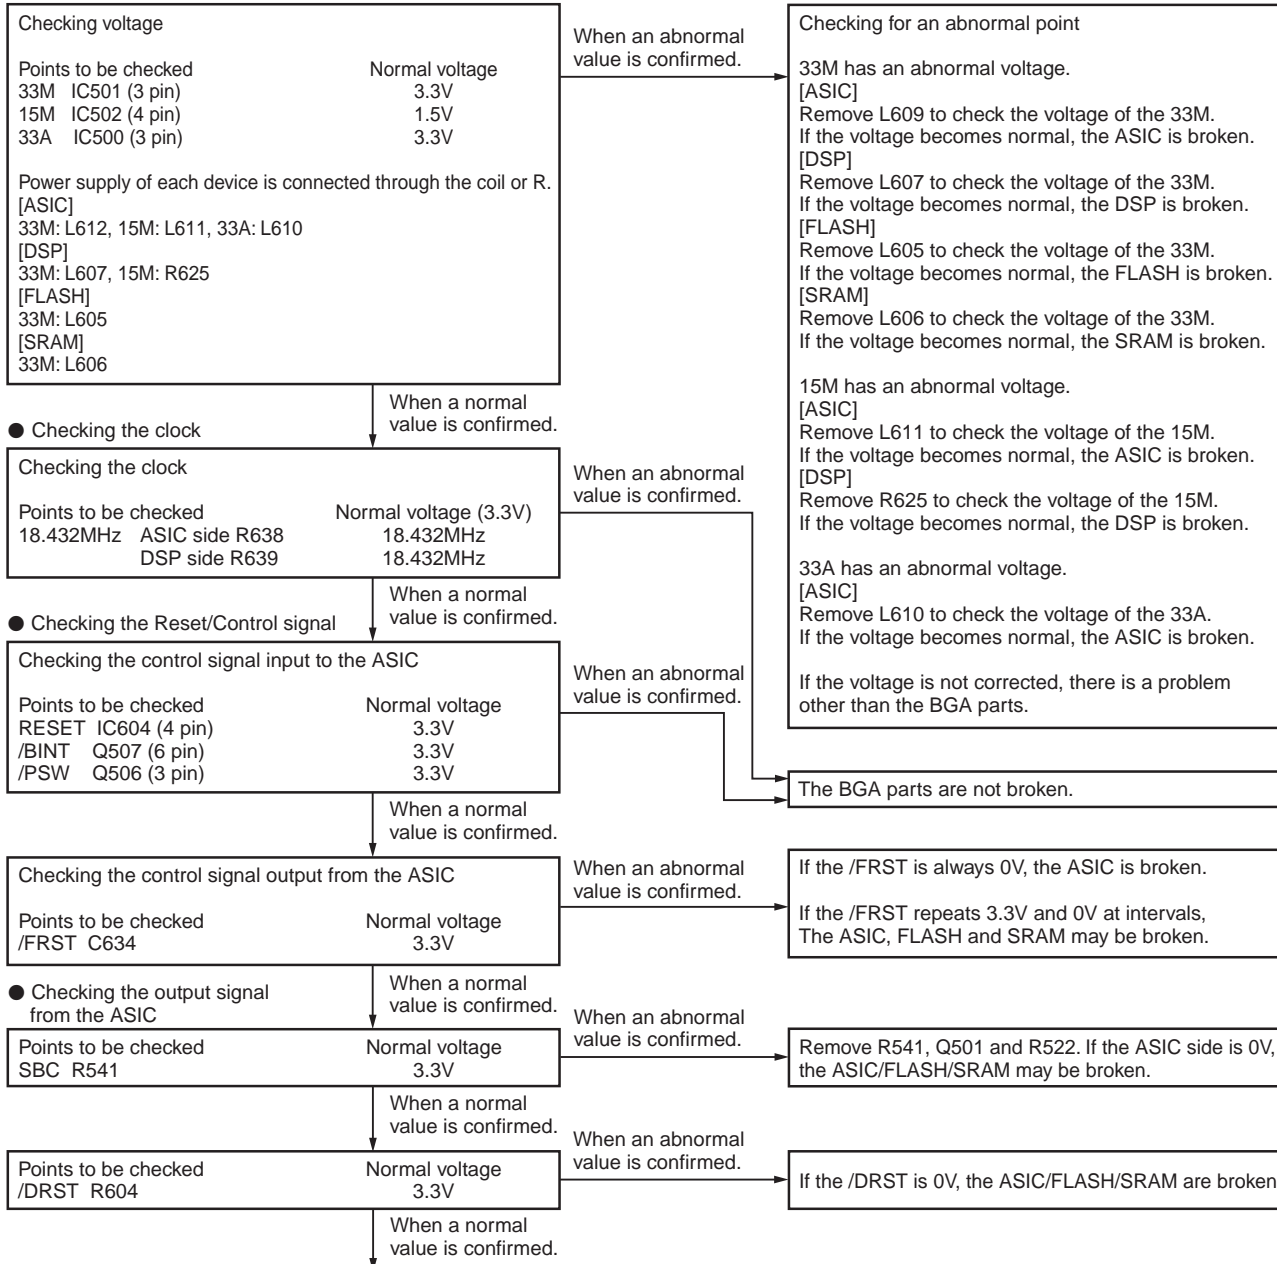 Checking voltage
Points to be checked Normal voltage
33M IC501 (3 pin) 3.3V
15M IC502 (4 pin) 1.5V
33A IC500 (3 pin) 3.3V
Power supply of each device is connected through the coil or R.
[ASIC]
33M: L612, 15M: L611, 33A: L610
[DSP]
33M: L607, 15M: R625
[FLASH]
33M: L605
[SRAM]
33M: L606
When an abnormal
value is confirmed.
Checking for an abnormal point
33M has an abnormal voltage.
[ASIC]
Remove L609 to check the voltage of the 33M.
If the voltage becomes normal, the ASIC is broken.
[DSP]
Remove L607 to check the voltage of the 33M.
If the voltage becomes normal, the DSP is broken.
[FLASH]
Remove L605 to check the voltage of the 33M.
If the voltage becomes normal, the FLASH is broken.
[SRAM]
Remove L606 to check the voltage of the 33M.
If the voltage becomes normal, the SRAM is broken.
15M has an abnormal voltage.
[ASIC]
Remove L611 to check the voltage of the 15M.
If the voltage becomes normal, the ASIC is broken.
[DSP]
Remove R625 to check the voltage of the 15M.
If the voltage becomes normal, the DSP is broken.
33A has an abnormal voltage.
[ASIC]
Remove L610 to check the voltage of the 33A.
If the voltage becomes normal, the ASIC is broken.
If the voltage is not corrected, there is a problem
other than the BGA parts.
When a normal
value is confirmed.
● Checking the clock
Checking the clock
Points to be checked Normal voltage (3.3V)
18.432MHz ASIC side R638 18.432MHz
DSP side R639 18.432MHz
When an abnormal
value is confirmed.
When a normal
value is confirmed.
● Checking the Reset/Control signal
Checking the control signal input to the ASIC
Points to be checked Normal voltage
RESET IC604 (4 pin) 3.3V
/BINT Q507 (6 pin) 3.3V
/PSW Q506 (3 pin) 3.3V
When an abnormal
value is confirmed.
The BGA parts are not broken.
When a normal
value is confirmed.
Checking the control signal output from the ASIC
Points to be checked Normal voltage
/FRST C634 3.3V
When an abnormal
value is confirmed.
If the /FRST is always 0V, the ASIC is broken.
If the /FRST repeats 3.3V and 0V at intervals,
The ASIC, FLASH and SRAM may be broken.
When a normal
value is confirmed.
● Checking the output signal
from the ASIC
Points to be checked Normal voltage
SBC R541 3.3V
When an abnormal
value is confirmed.
Remove R541, Q501 and R522. If the ASIC side is 0V,
the ASIC/FLASH/SRAM may be broken.
When a normal
value is confirmed.
Points to be checked Normal voltage
/DRST R604 3.3V
When an abnormal
value is confirmed.
If the /DRST is 0V, the ASIC/FLASH/SRAM are broken
When a normal
value is confirmed.